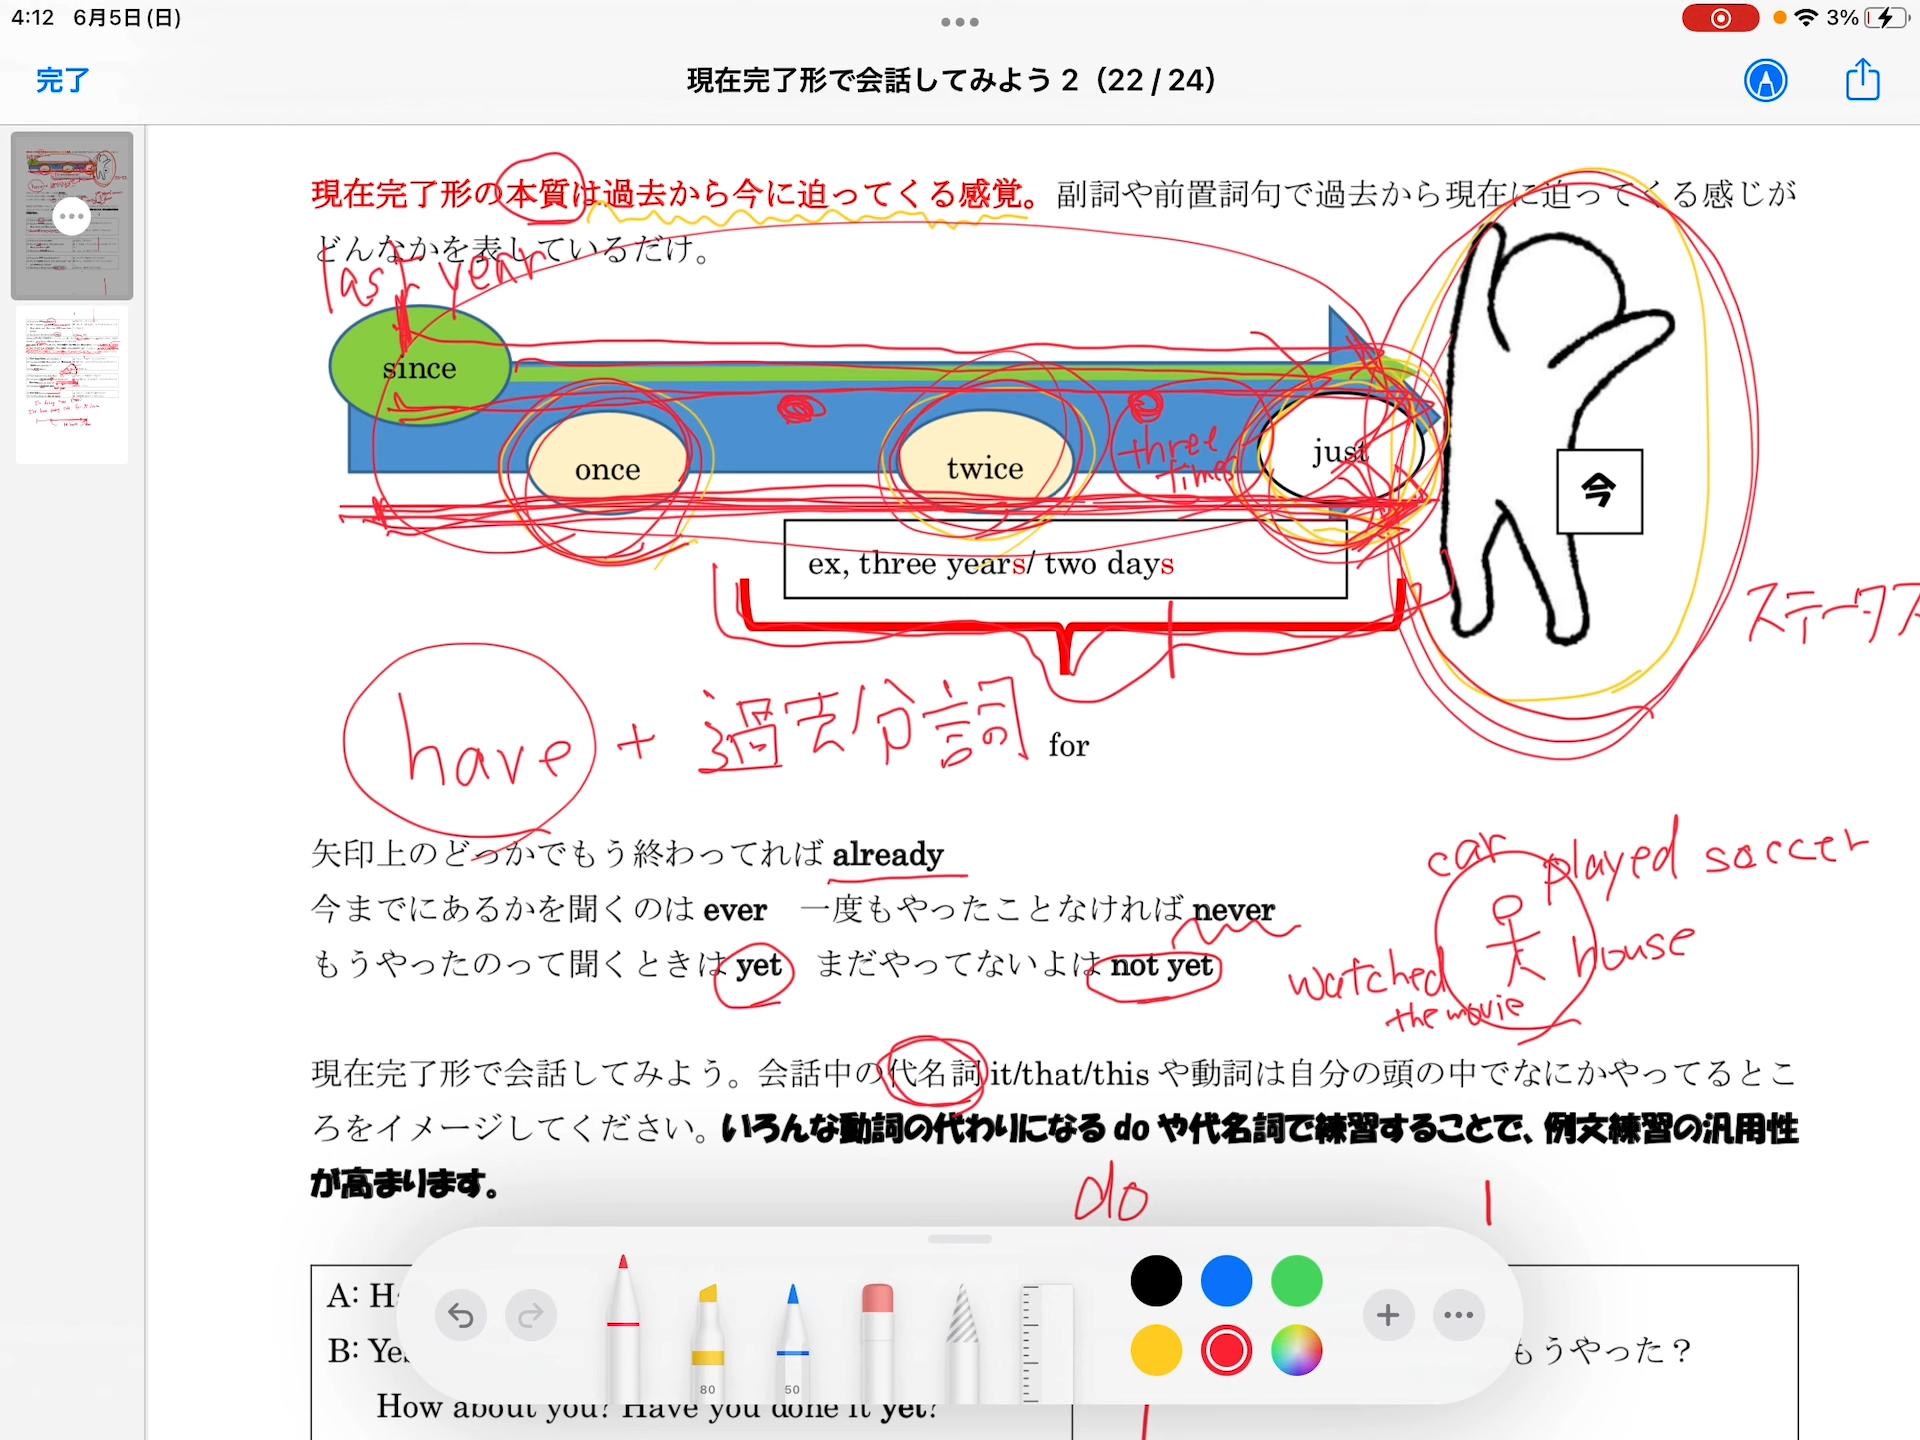 4:12 6月5日(日)
3%
完了
現在完了形で会話してみよう 2（22 / 24）
現在完了形の本質は過去から今に迫ってくる感覚。副詞や前置詞句で過去から現在に迫ってくる感じが
どんなかを表しているだけ。
last year
since
once
twice
three times
just
今
ex, three years/ two days
ステータス
have + 過去分詞
for
矢印上のどっかでもう終わってれば already
今までにあるかを聞くのは ever　一度もやったことなければ never
もうやったのって聞くときは yet　まだやってないよは not yet
car
played soccer
house
watched
the movie
現在完了形で会話してみよう。会話中の代名詞 it/that/this や動詞は自分の頭の中でなにかやってるとこ
ろをイメージしてください。いろんな動詞の代わりになる do や代名詞で練習することで、例文練習の汎用性
が高まります。
do
A: H
B: Yes
もうやった？
How about you? Have you done it yet?
80
50